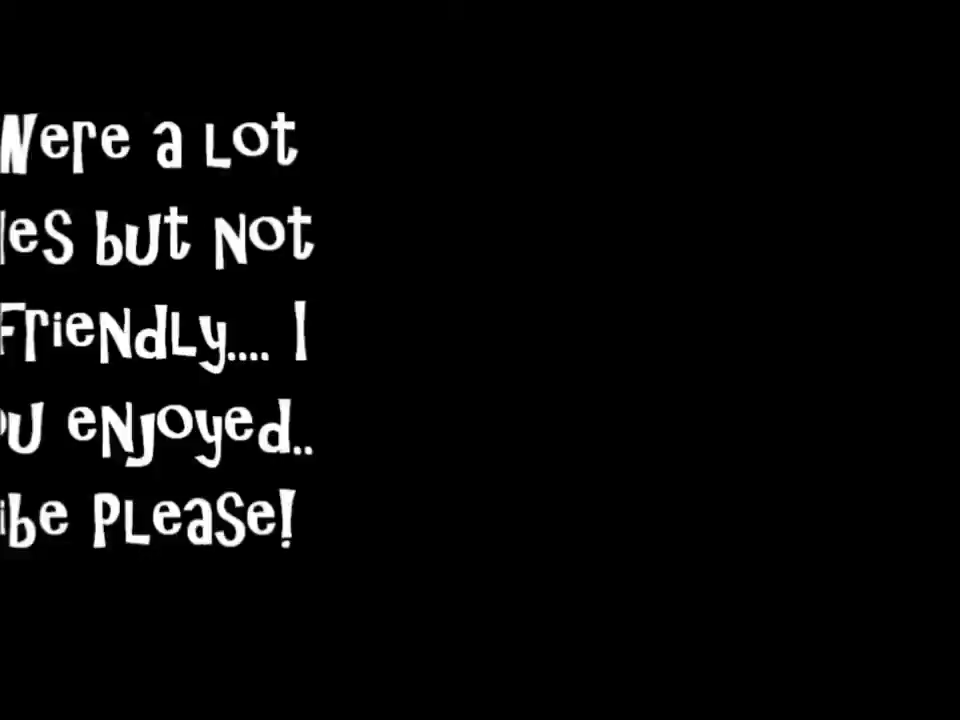 Were a lot
but not
Friendly.... I
enjoyed..
please!